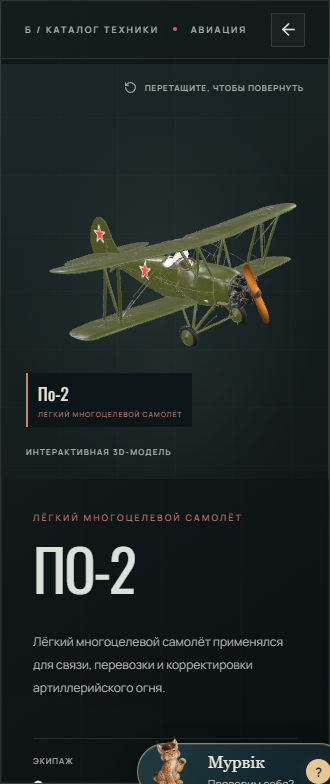 Б / КАТАЛОГ ТЕХНИКИ • АВИАЦИЯ
ПЕРЕТАЩИТЕ, ЧТОБЫ ПОВЕРНУТЬ
По-2
ЛЁГКИЙ МНОГОЦЕЛЕВОЙ САМОЛЁТ
ИНТЕРАКТИВНАЯ 3D-МОДЕЛЬ
ЛЁГКИЙ МНОГОЦЕЛЕВОЙ САМОЛЁТ
ПО-2
Лёгкий многоцелевой самолёт применялся
для связи, перевозки и корректировки
артиллерийского огня.
ЭКИПАЖ
Мурвік
?